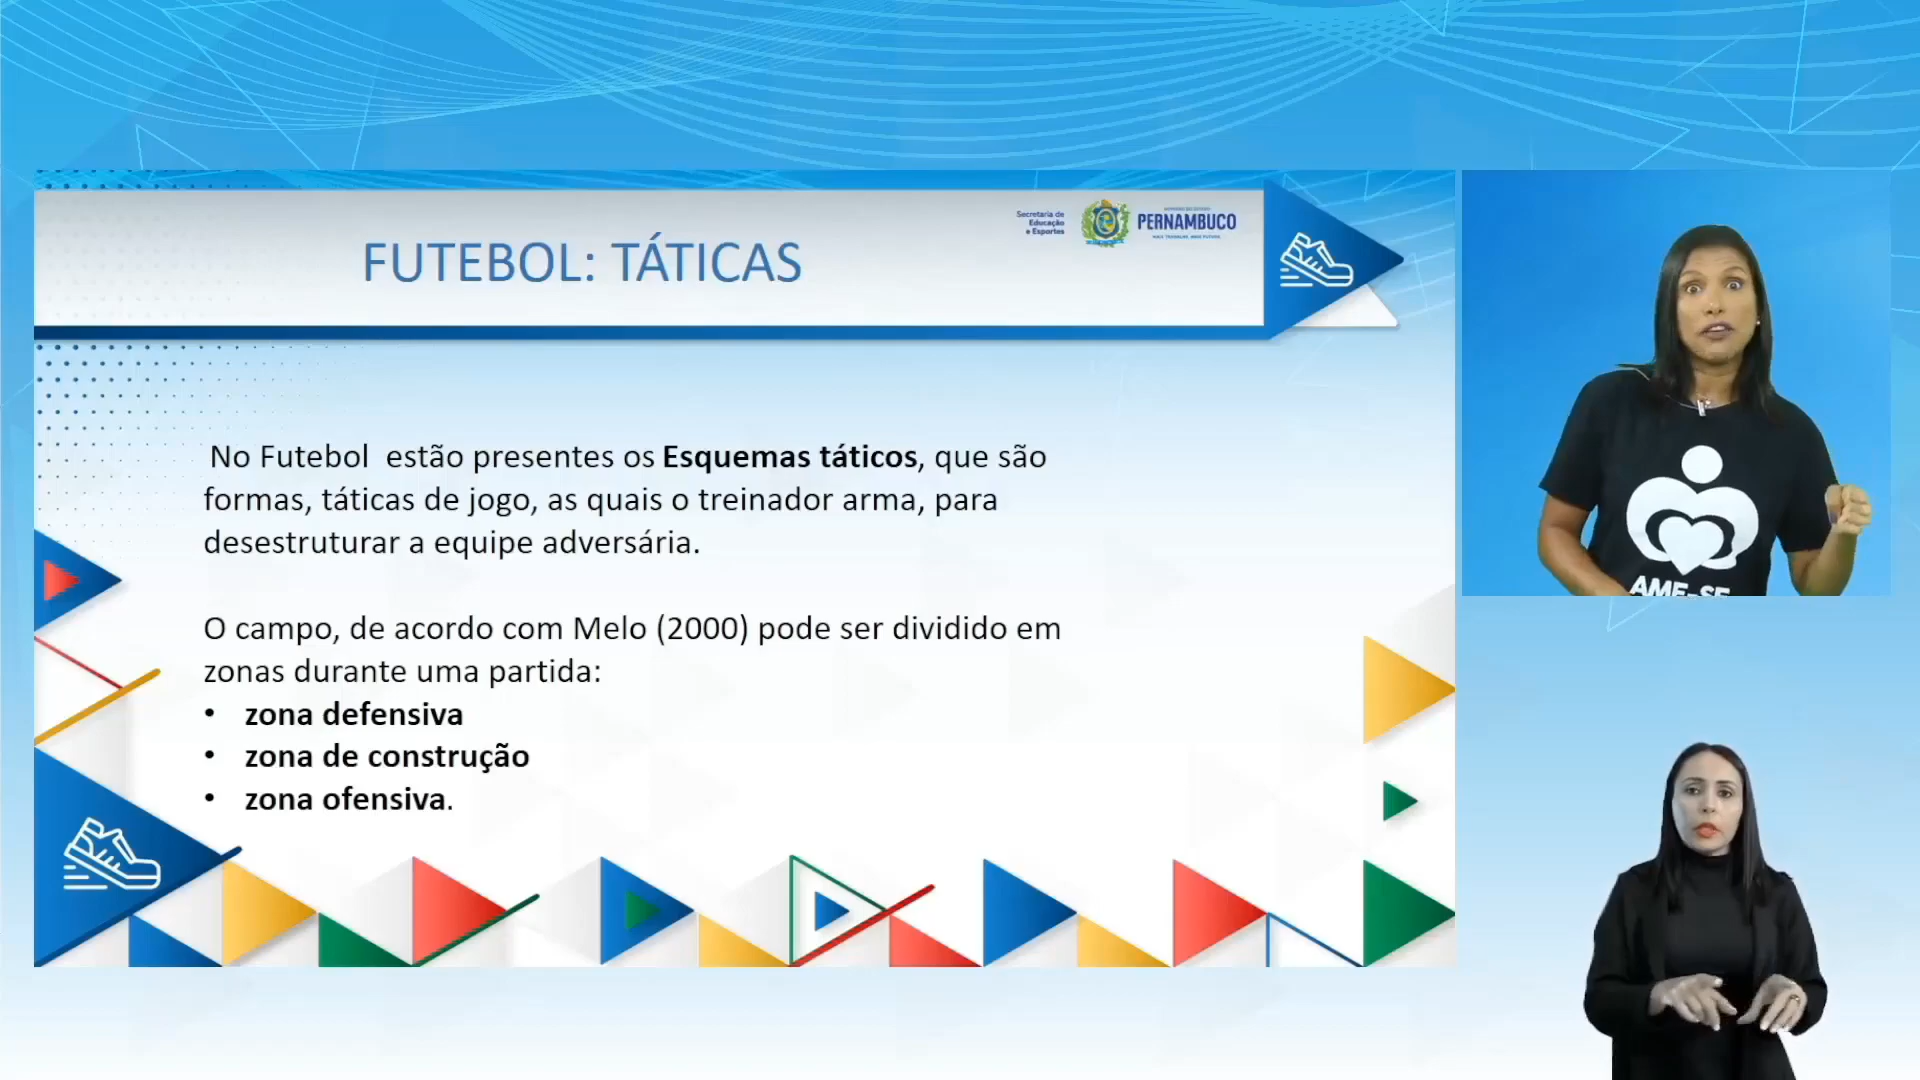 Secretaria de
Educação
e Esportes
PERNAMBUCO
FUTEBOL: TÁTICAS
No Futebol estão presentes os Esquemas táticos, que são
formas, táticas de jogo, as quais o treinador arma, para
desestruturar a equipe adversária.
O campo, de acordo com Melo (2000) pode ser dividido em
zonas durante uma partida:
• zona defensiva
• zona de construção
• zona ofensiva.
AME-SE